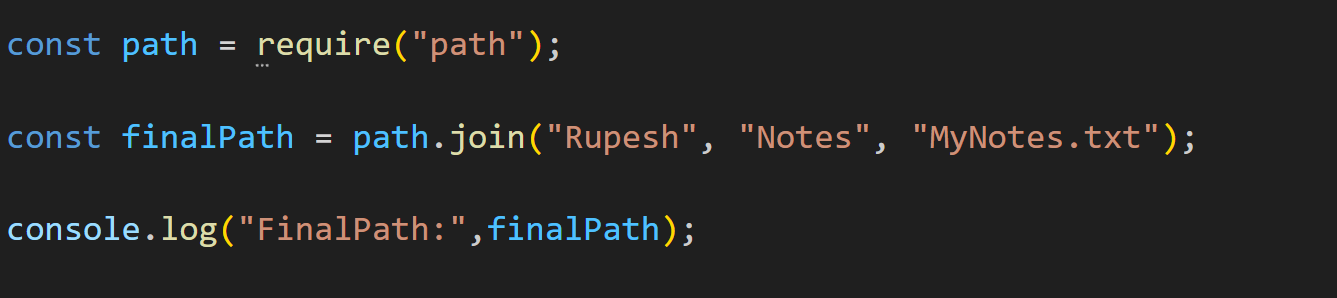 const path = require("path");
const finalPath = path.join("Rupesh", "Notes", "MyNotes.txt");
console.log("FinalPath:",finalPath);